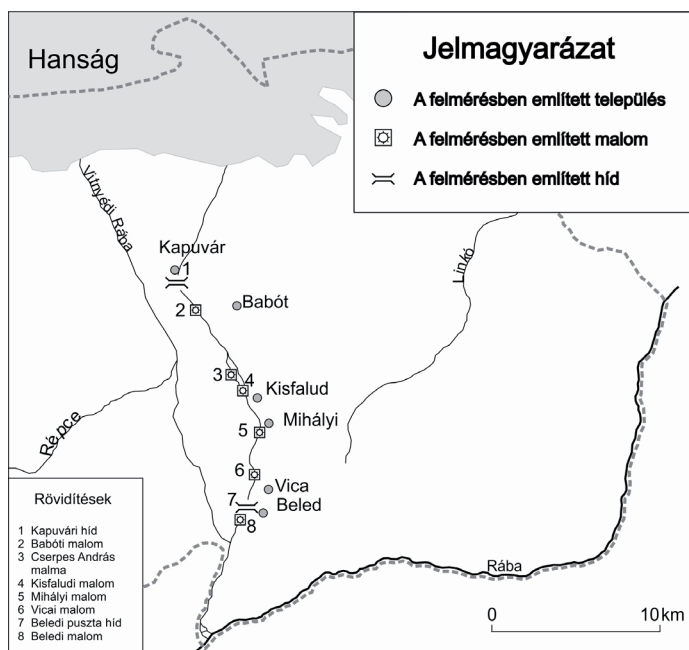 Hanság
Jelmagyarázat
A felmérésben említett település
A felmérésben említett malom
A felmérésben említett híd
Vitnyédi Rába
Kapuvár
1
Linkó
2
Babót
3
4
Kisfalud
Mihályi
5
Répce
6
Vica
7
Beled
8
Rövidítések
1 Kapuvári híd
2 Babóti malom
3 Cserpes András
malma
4 Kisfaludi malom
5 Mihályi malom
6 Vicai malom
7 Beledi puszta híd
8 Beledi malom
Rába
0 10 km